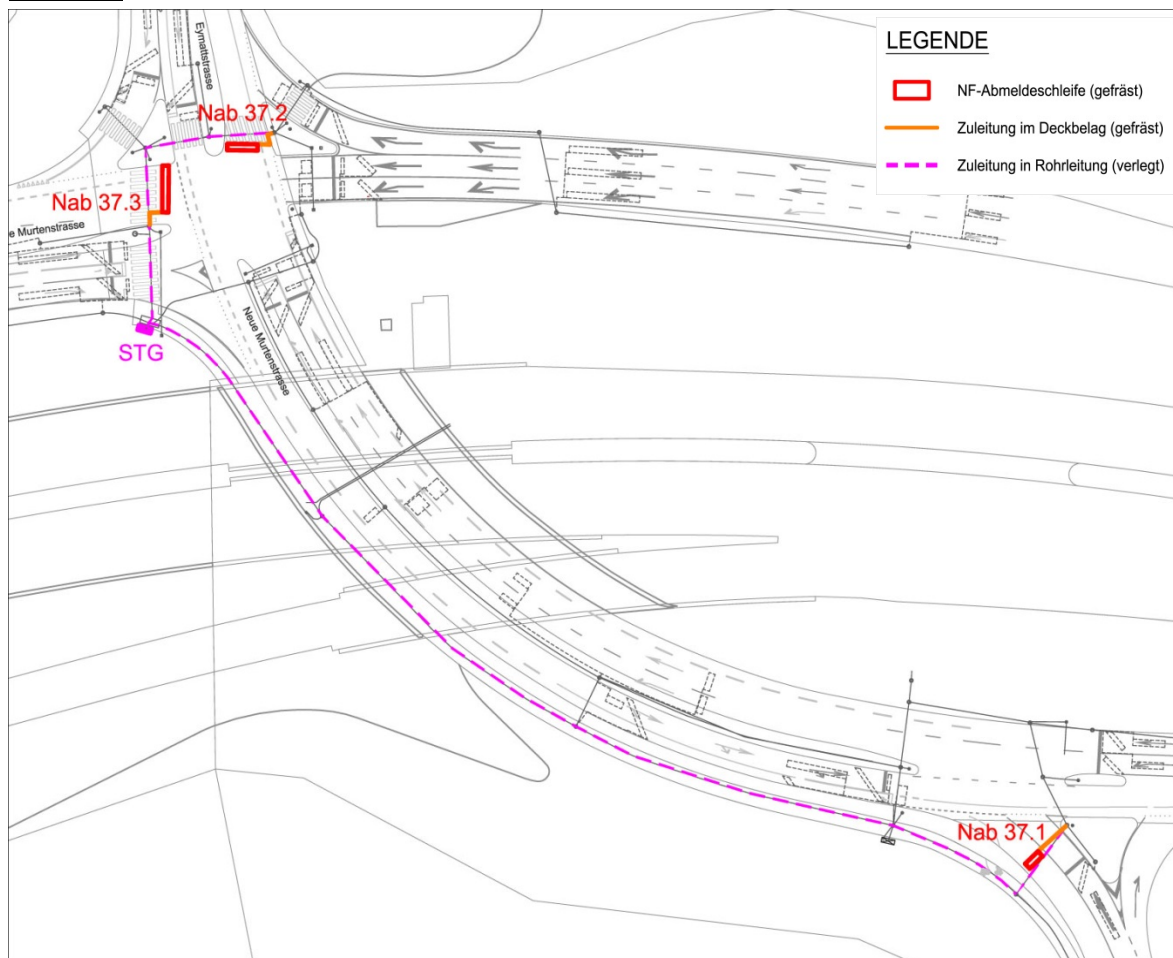 Eymattstrasse
LEGENDE
NF-Abmeldeschleife (gefräst)
Zuleitung im Deckbelag (gefräst)
Zuleitung in Rohrleitung (verlegt)
Nab 37.2
Nab 37.3
e Murtenstrasse
STG
Neue Murtenstrasse
Nab 37.1